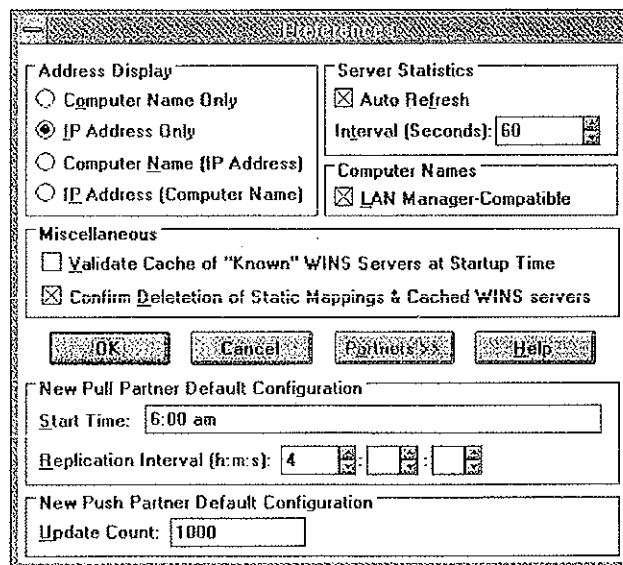 Preferences
Address Display
Computer Name Only
IP Address Only
Computer Name (IP Address)
IP Address (Computer Name)
Server Statistics
Auto Refresh
Interval (Seconds): 60
Computer Names
LAN Manager-Compatible
Miscellaneous
Validate Cache of "Known" WINS Servers at Startup Time
Confirm Deletion of Static Mappings & Cached WINS servers
OK Cancel Partners >> Help
New Pull Partner Default Configuration
Start Time: 6:00 am
Replication Interval (h:m:s): 4 : :
New Push Partner Default Configuration
Update Count: 1000